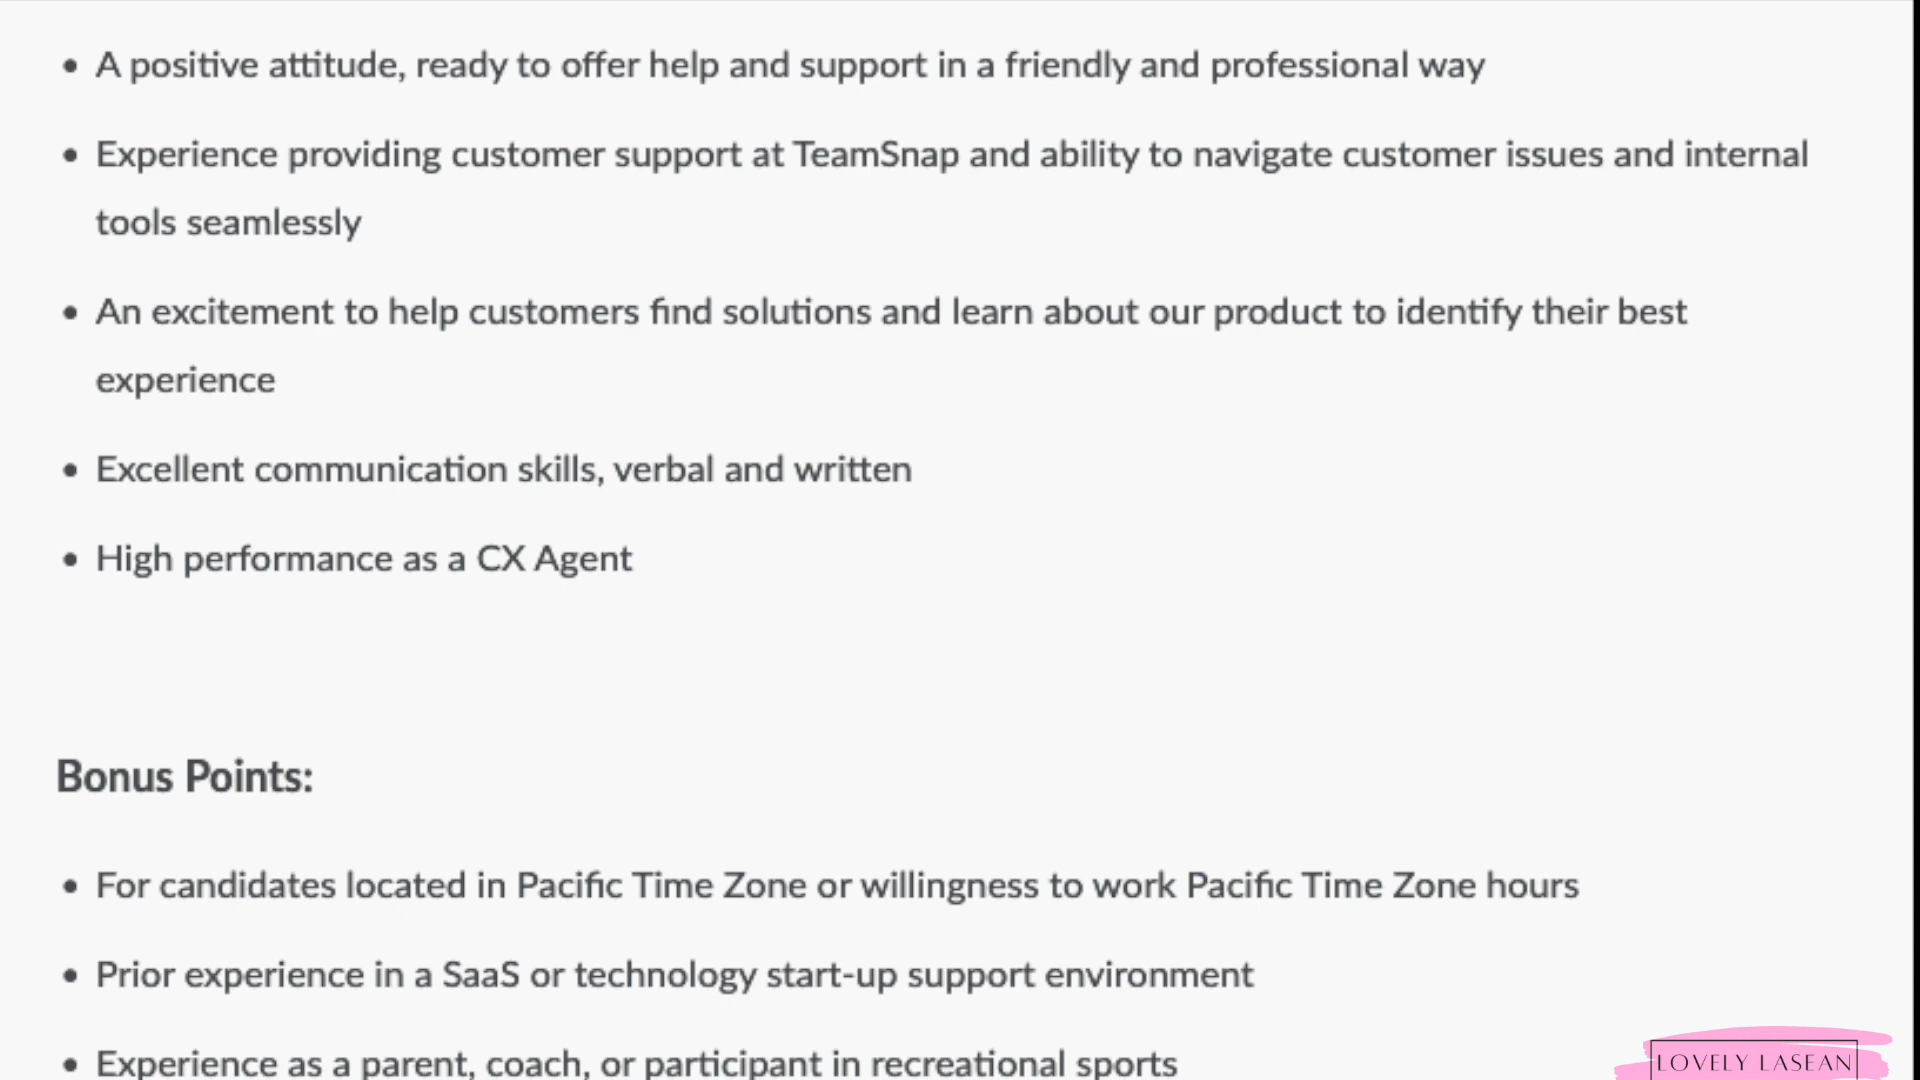 • A positive attitude, ready to offer help and support in a friendly and professional way
• Experience providing customer support at TeamSnap and ability to navigate customer issues and internal
tools seamlessly
• An excitement to help customers find solutions and learn about our product to identify their best
experience
• Excellent communication skills, verbal and written
• High performance as a CX Agent
Bonus Points:
• For candidates located in Pacific Time Zone or willingness to work Pacific Time Zone hours
• Prior experience in a SaaS or technology start-up support environment
• Experience as a parent, coach, or participant in recreational sports
LOVELY LASEAN